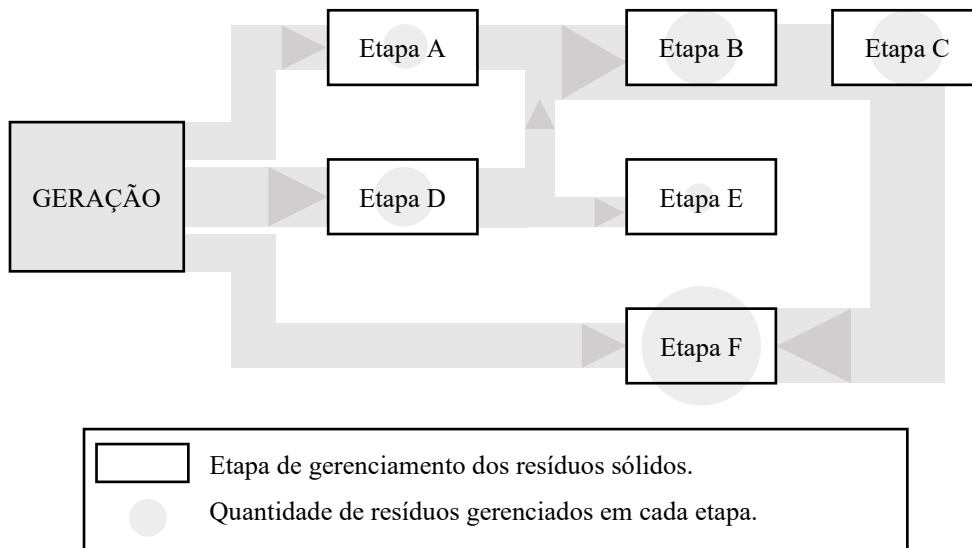 Etapa A
Etapa B
Etapa C
GERAÇÃO
Etapa D
Etapa E
Etapa F
Etapa de gerenciamento dos resíduos sólidos.
Quantidade de resíduos gerenciados em cada etapa.